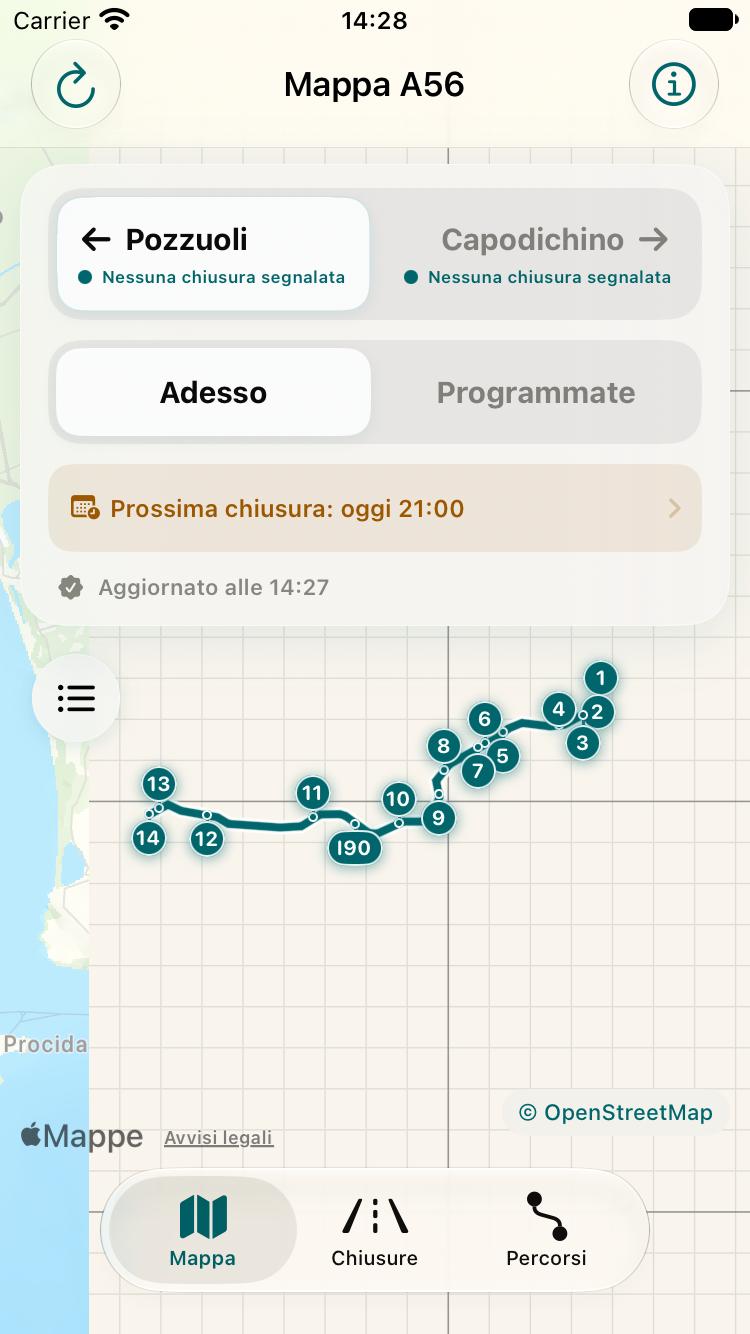 Carrier
14:28
Mappa A56
← Pozzuoli
Nessuna chiusura segnalata
Capodichino →
Nessuna chiusura segnalata
Adesso
Programmate
Prossima chiusura: oggi 21:00
Aggiornato alle 14:27
1
2
3
4
5
6
7
8
9
10
I90
11
12
13
14
Procida
Mappe
Avvisi legali
© OpenStreetMap
Mappa
Chiusure
Percorsi